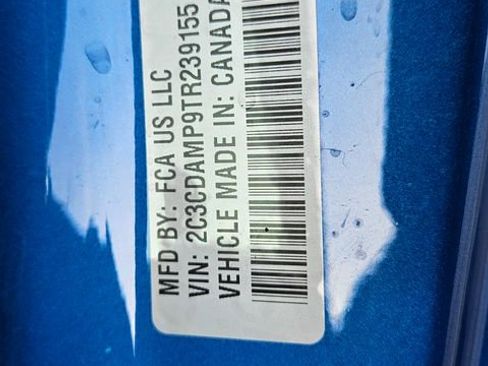 MFD BY: FCA US LLC
VIN: 2C3CDAMP9TR239155
VEHICLE MADE IN: CANADA